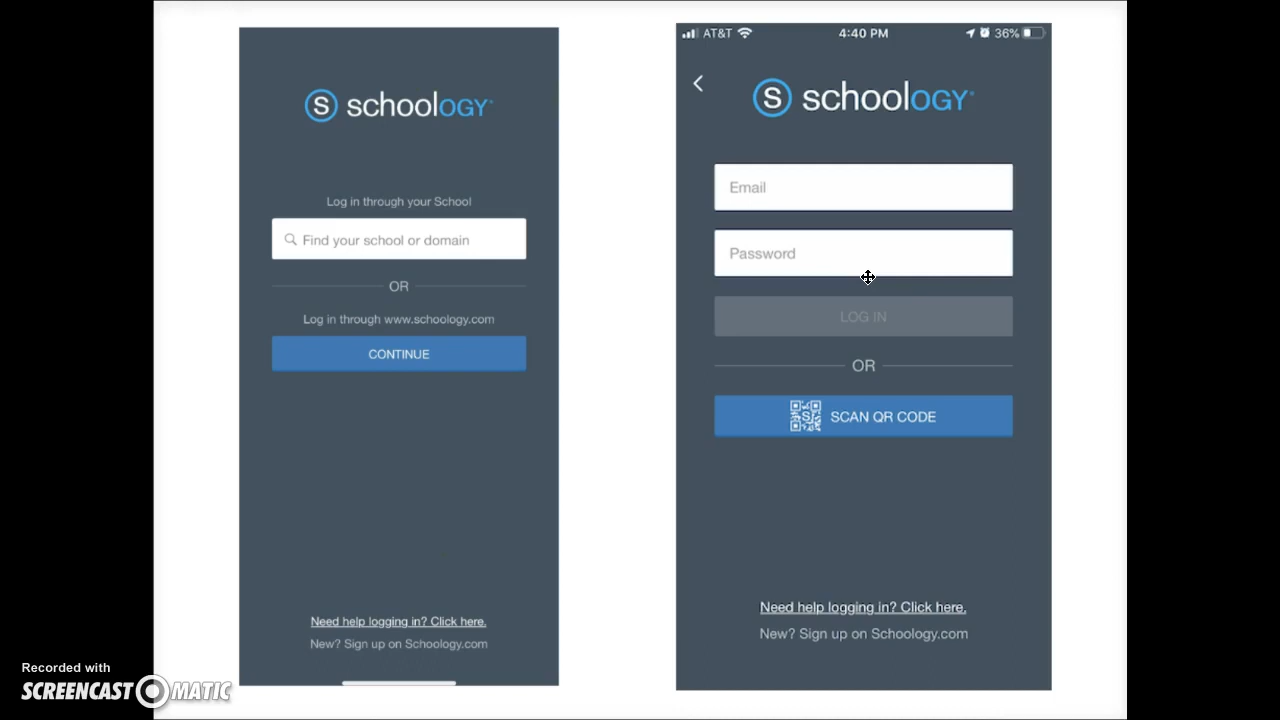 schoology
Log in through your School
Find your school or domain
OR
Log in through www.schoology.com
CONTINUE
Need help logging in? Click here.
New? Sign up on Schoology.com
AT&T 4:40 PM 36%
S schoology
Email
Password
LOG IN
OR
SCAN QR CODE
Need help logging in? Click here.
New? Sign up on Schoology.com
Recorded with
SCREENCAST-O-MATIC